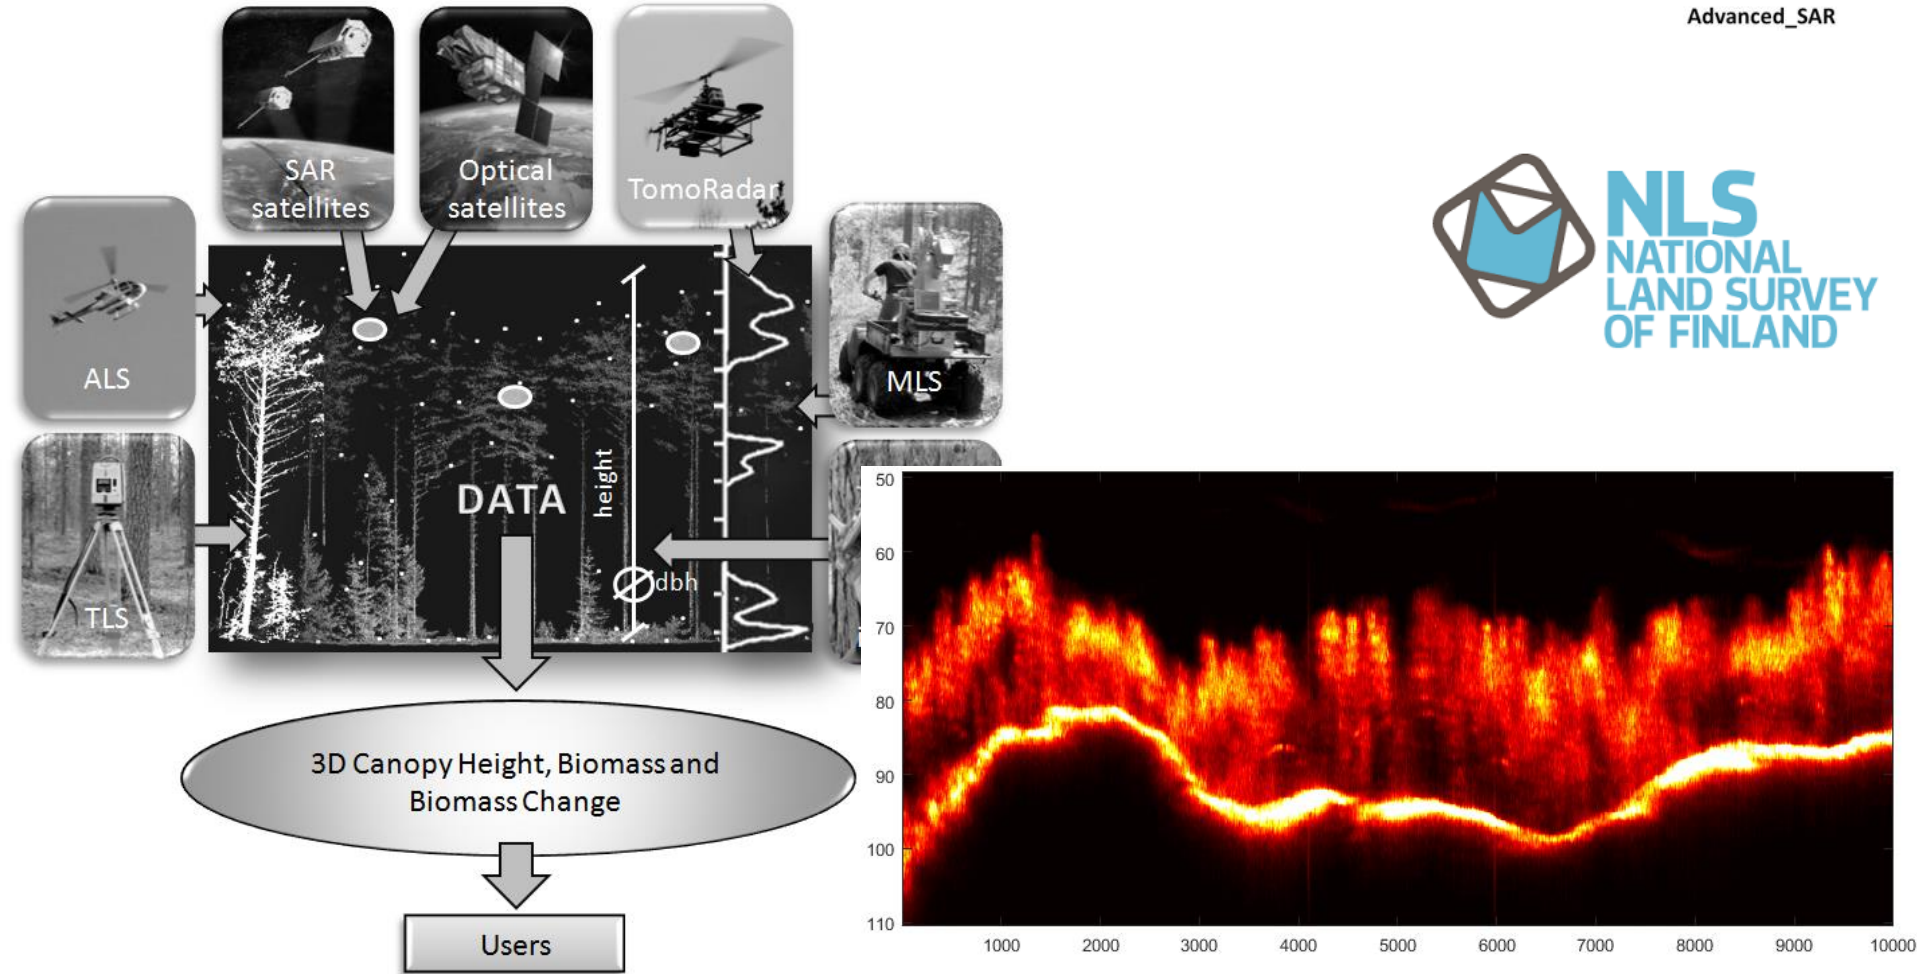 Advanced_SAR
SAR
satellites
Optical
satellites
TomoRadar
NLS
NATIONAL
LAND SURVEY
OF FINLAND
ALS
MLS
height
DATA
dbh
TLS
3D Canopy Height, Biomass and
Biomass Change
Users
50
60
70
80
90
100
110
1000
2000
3000
4000
5000
6000
7000
8000
9000
10000